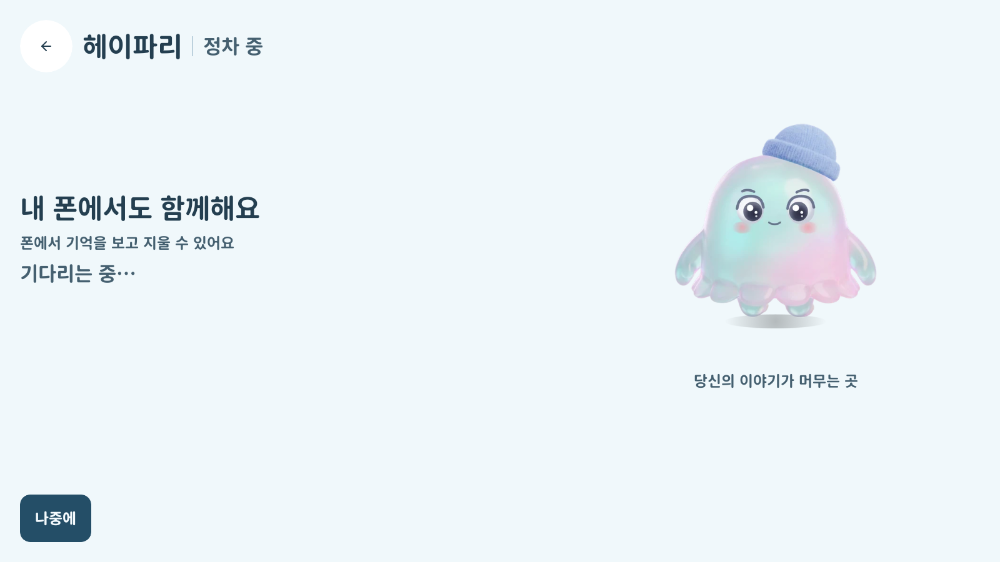 헤이파리
정차 중
내 폰에서도 함께해요
폰에서 기억을 보고 지울 수 있어요
기다리는 중…
당신의 이야기가 머무는 곳
나중에